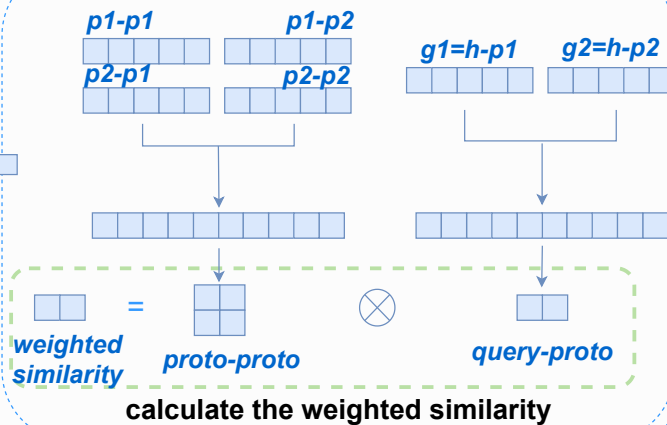 p1-p1
p1-p2
p2-p1
p2-p2
g1=h-p1
g2=h-p2
=
weighted
similarity
proto-proto
query-proto
calculate the weighted similarity